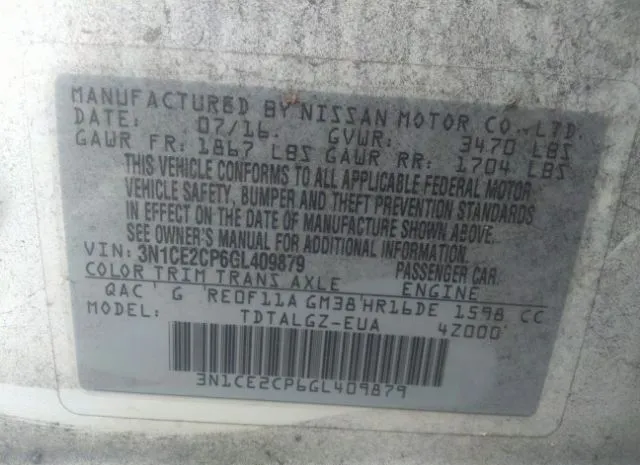 MANUFACTURED BY NISSAN MOTOR CO., LTD.
DATE: 07/16 GVWR: 3470 LBS
GAWR FR: 1867 LBS GAWR RR: 1704 LBS
THIS VEHICLE CONFORMS TO ALL APPLICABLE FEDERAL MOTOR
VEHICLE SAFETY, BUMPER AND THEFT PREVENTION STANDARDS
IN EFFECT ON THE DATE OF MANUFACTURE SHOWN ABOVE.
SEE OWNER'S MANUAL FOR ADDITIONAL INFORMATION.
VIN: 3N1CE2CP6GL409879 PASSENGER CAR
COLOR TRIM TRANS AXLE ENGINE
QAC ' G ' RE0F11A GM38'HR16DE 1598 CC
MODEL: TDTALGZ-EUA 4Z000'
3N1CE2CP6GL409879